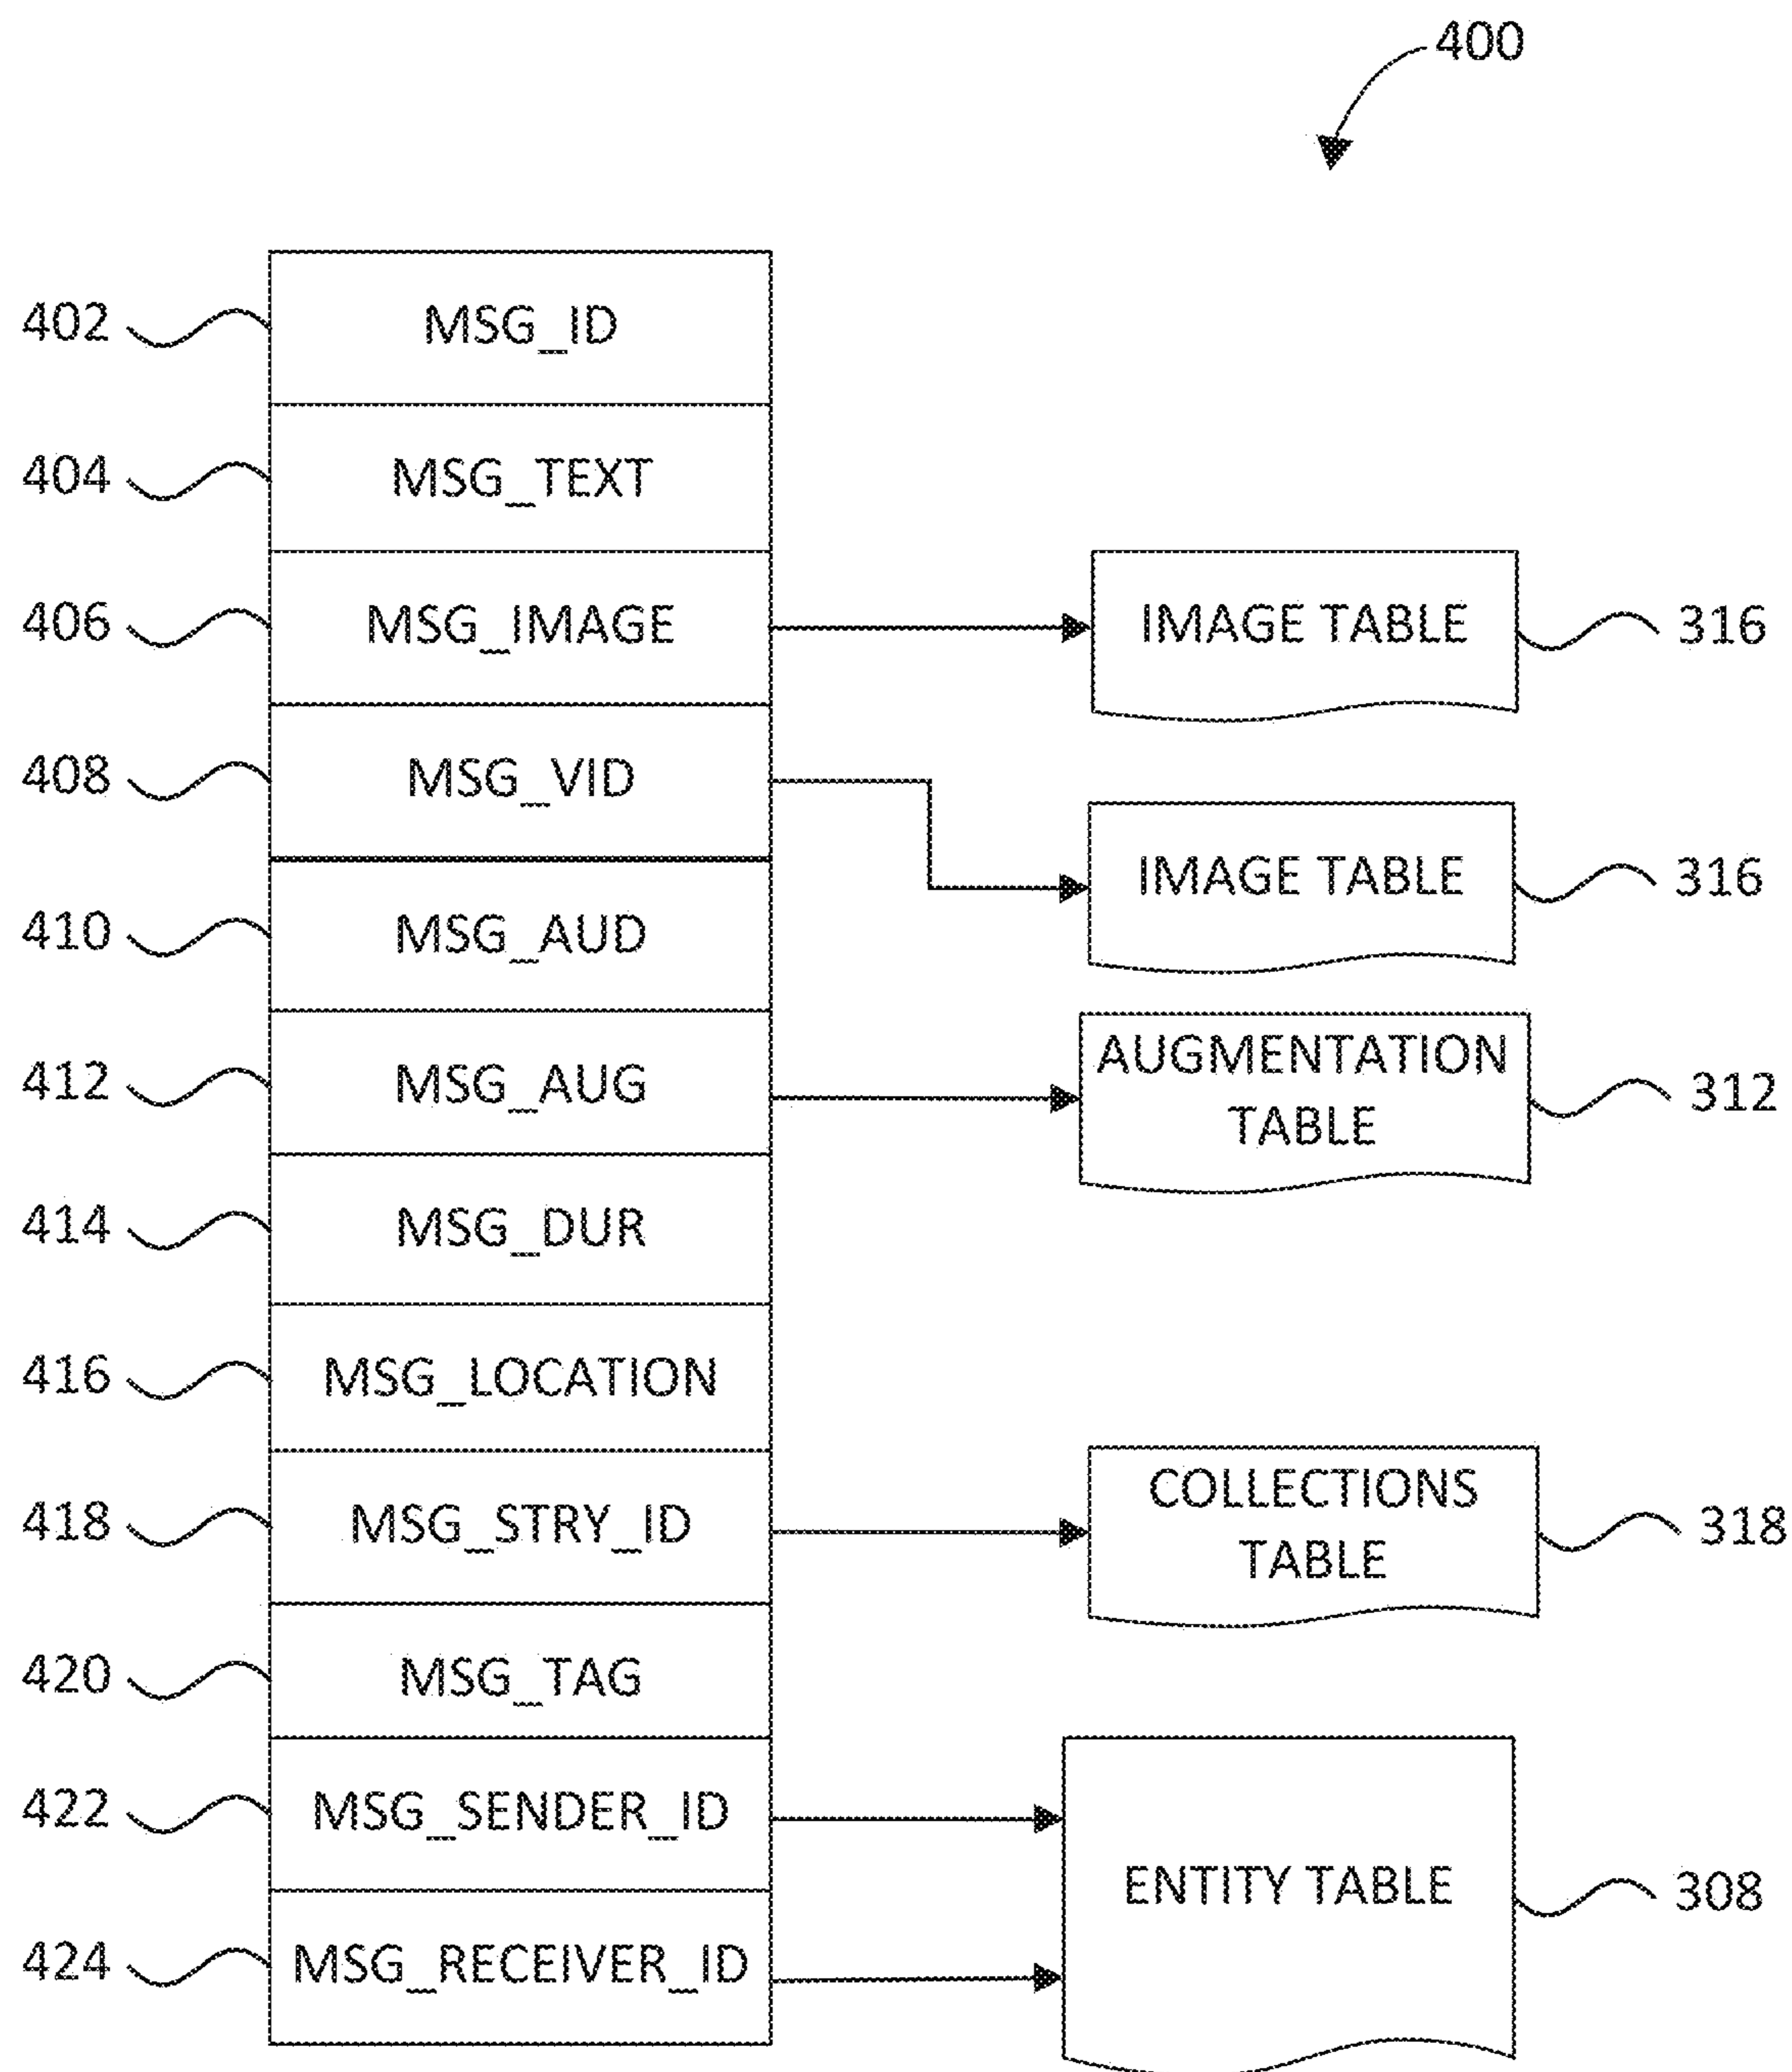 400
402 MSG_ID
404 MSG_TEXT
406 MSG_IMAGE IMAGE TABLE 316
408 MSG_VID
IMAGE TABLE 316
410 MSG_AUD
412 MSG_AUG AUGMENTATION TABLE 312
414 MSG_DUR
416 MSG_LOCATION
418 MSG_STRY_ID COLLECTIONS TABLE 318
420 MSG_TAG
422 MSG_SENDER_ID
ENTITY TABLE 308
424 MSG_RECEIVER_ID